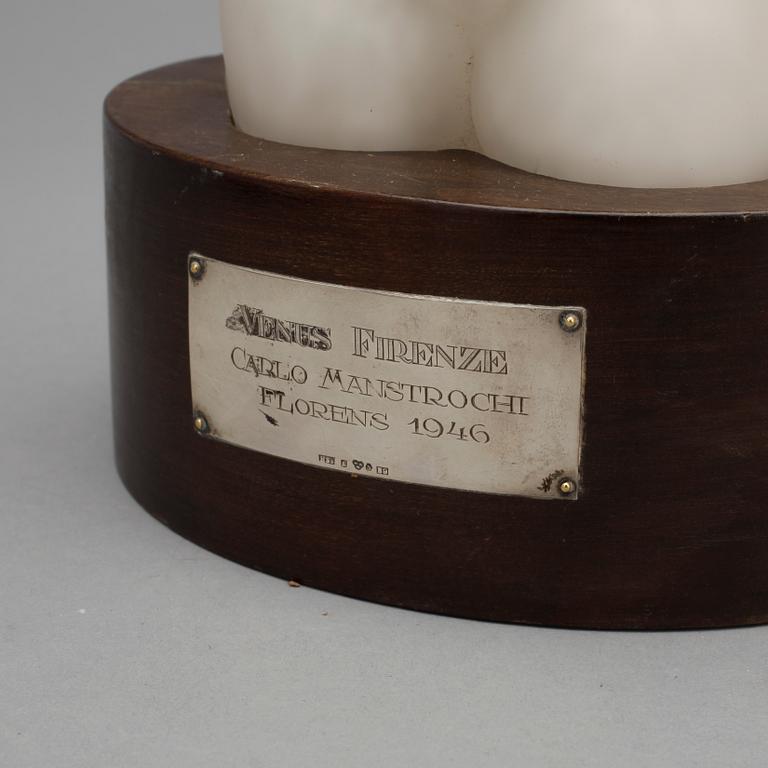 VENUS FIRENZE
CARLO MANSTROCHI
FLORENS 1946